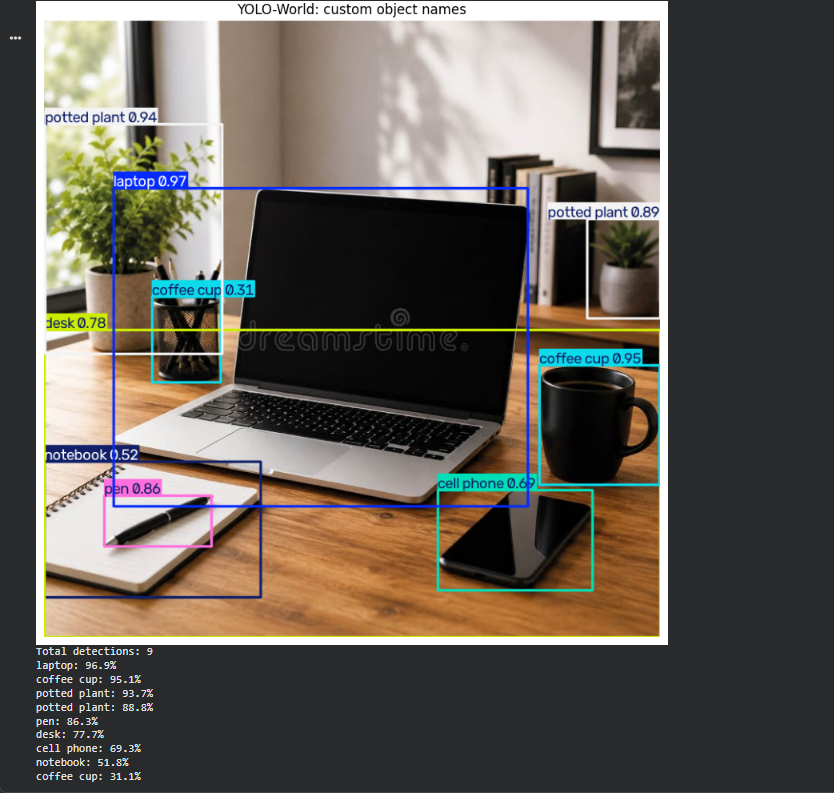 YOLO-World: custom object names
potted plant 0.94
laptop 0.97
potted plant 0.89
coffee cup 0.31
desk 0.78
dreamstime.
coffee cup 0.95
notebook 0.52
cell phone 0.69
pen 0.86
Total detections: 9
laptop: 96.9%
coffee cup: 95.1%
potted plant: 93.7%
potted plant: 88.8%
pen: 86.3%
desk: 77.7%
cell phone: 69.3%
notebook: 51.8%
coffee cup: 31.1%